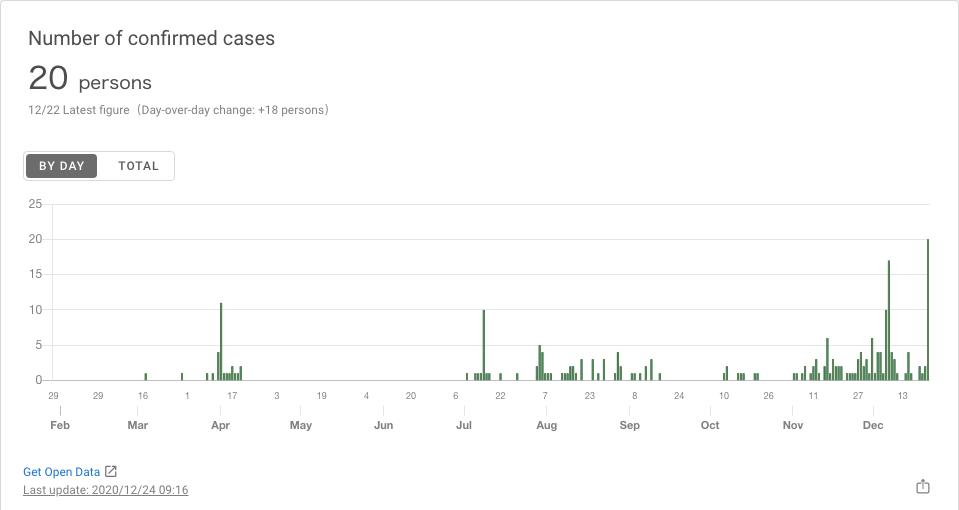 Number of confirmed cases
20 persons
12/22 Latest figure (Day-over-day change: +18 persons)
BY DAY TOTAL
25
20
15
10
5
0
29 29 16 1 17 19 4 20 6 22 7 23 8 24 10 26 11 27 13
Feb Mar Apr May Jun Jul Aug Sep Oct Nov Dec
Get Open Data
Last update: 2020/12/24 09:16